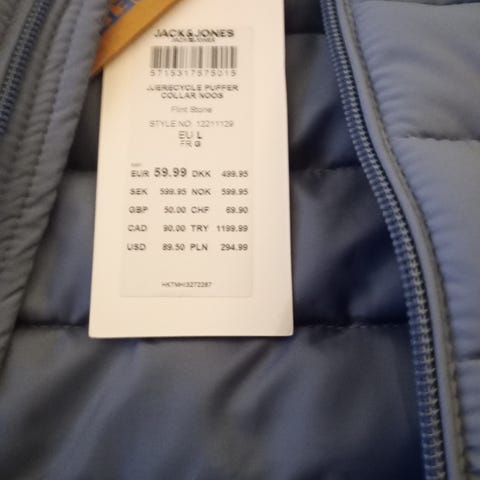 JACK&JONES
JACK&JONES
5715317575015
JJERECYCLE PUFFER
COLLAR NOOS
Flint Stone
STYLE NO: 12211129
EU L
FR G
EUR 59.99 DKK 499.95
SEK 599.95 NOK 599.95
GBP 50.00 CHF 69.90
CAD 90.00 TRY 1199.99
USD 89.50 PLN 294.99